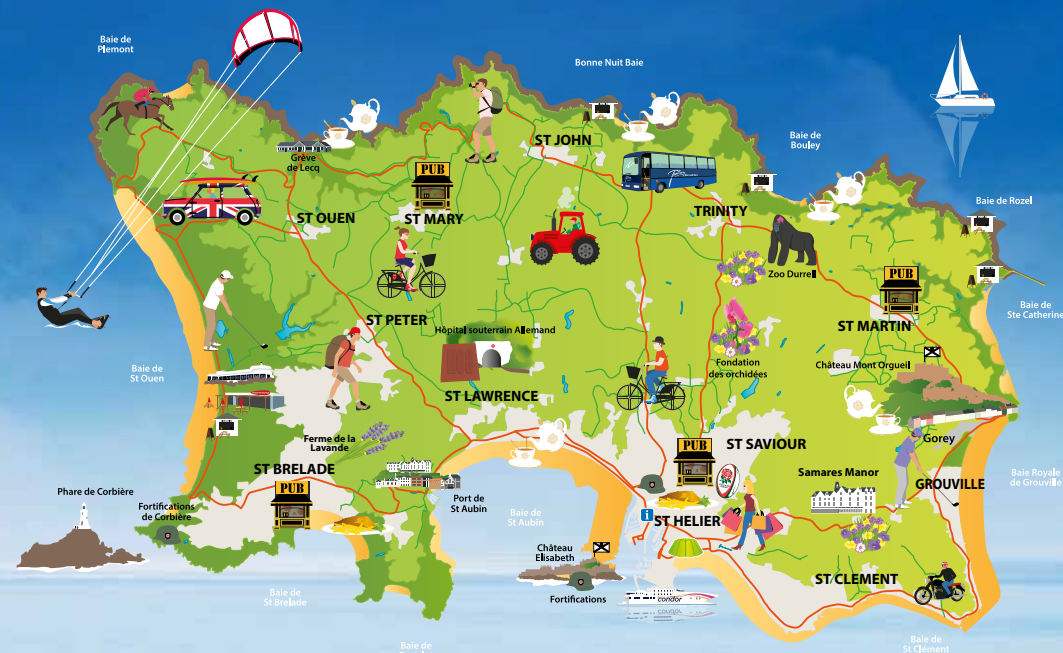 Baie de
Plemont
Bonne Nuit Baie
ST JOHN
Baie de
Bouley
Grève
de Lecq
PUB
ST OUEN
ST MARY
TRINITY
Baie de Rozel
Zoo Durrell
PUB
Baie de
Ste Catherine
ST PETER
ST MARTIN
Hôpital souterrain Allemand
Fondation
des orchidées
Château Mont Orgueil
Baie de
St Ouen
ST LAWRENCE
Ferme de la
Lavande
PUB
ST SAVIOUR
Gorey
ST BRELADE
Samares Manor
Baie Royale
de Grouville
GROUVILLE
Phare de Corbière
PUB
Port de
St Aubin
Fortifications
de Corbière
Baie de
St Aubin
i
ST HELIER
Château
Elisabeth
ST CLEMENT
Baie de
St Brelade
Fortifications
condor
Baie de
St Clément
Baie de